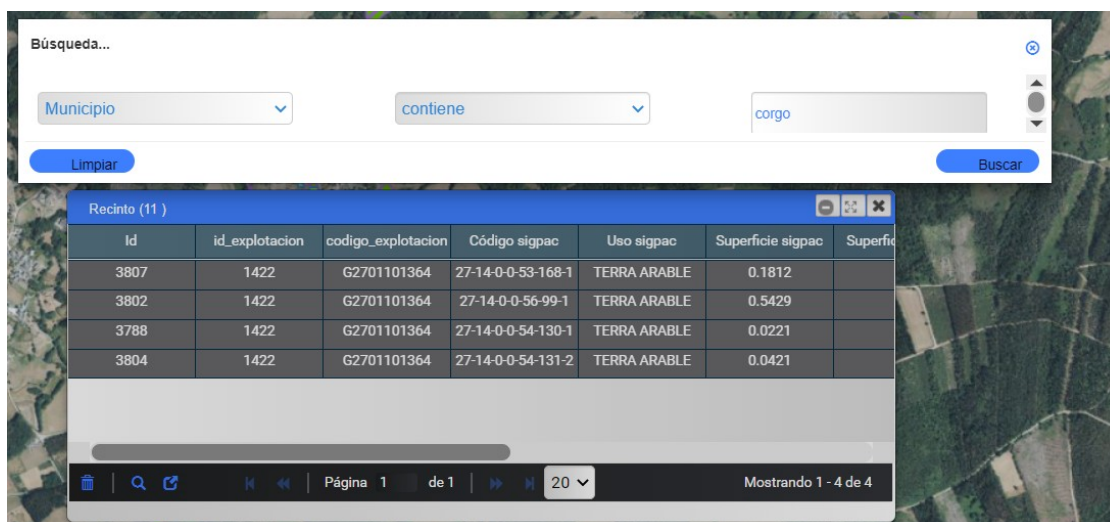 Búsqueda...
Municipio contiene corgo
Limpiar Buscar
Recinto (11 )
Id id_explotacion codigo_explotacion Código sigpac Uso sigpac Superficie sigpac
3807 1422 G2701101364 27-14-0-0-53-168-1 TERRA ARABLE 0.1812
3802 1422 G2701101364 27-14-0-0-56-99-1 TERRA ARABLE 0.5429
3788 1422 G2701101364 27-14-0-0-54-130-1 TERRA ARABLE 0.0221
3804 1422 G2701101364 27-14-0-0-54-131-2 TERRA ARABLE 0.0421
Página 1 de 1 20 Mostrando 1 - 4 de 4